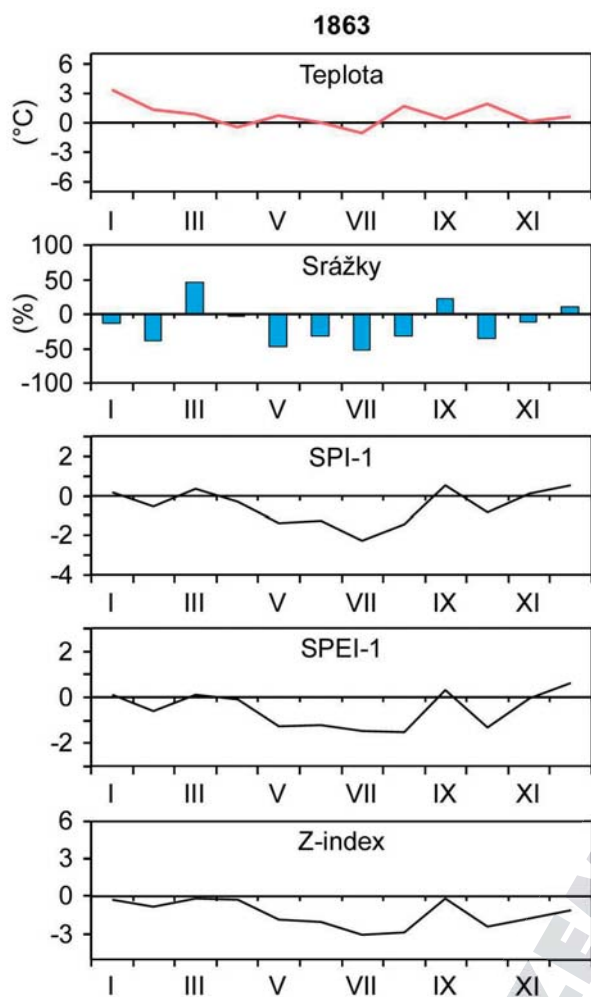 1863
Teplota
(°C)
6
3
0
-3
-6
I III V VII IX XI
Srážky
(%)
100
50
0
-50
-100
I III V VII IX XI
SPI-1
2
0
-2
-4
I III V VII IX XI
SPEI-1
2
0
-2
I III V VII IX XI
Z-index
6
3
0
-3
I III V VII IX XI